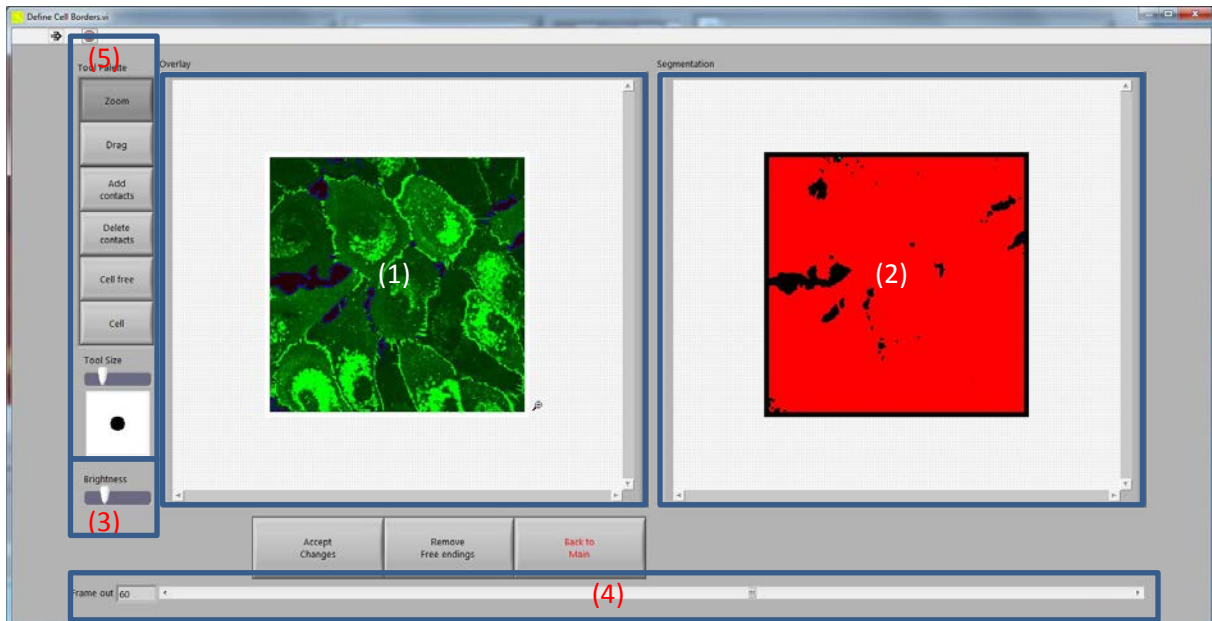 Define Cell Borders.vi
(5)
Tool Palette
Overlay
Segmentation
Zoom
Drag
Add
contacts
Delete
contacts
Cell free
Cell
Tool Size
(1)
(2)
Brightness
(3)
Accept
Changes
Remove
Free endings
Back to
Main
Frame out 60
(4)